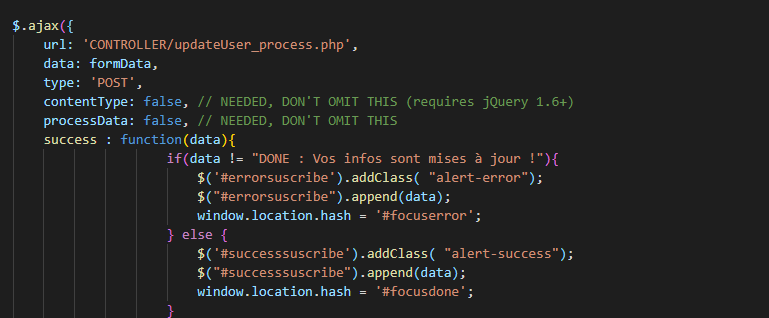 $.ajax({
url: 'CONTROLLER/updateUser_process.php',
data: formData,
type: 'POST',
contentType: false, // NEEDED, DON'T OMIT THIS (requires jQuery 1.6+)
processData: false, // NEEDED, DON'T OMIT THIS
success : function(data){
if(data != "DONE : Vos infos sont mises à jour !"){
$('#errorsuscribe').addClass( "alert-error");
$("#errorsuscribe").append(data);
window.location.hash = '#focuserror';
} else {
$('#successsuscribe').addClass( "alert-success");
$("#successsuscribe").append(data);
window.location.hash = '#focusdone';
}